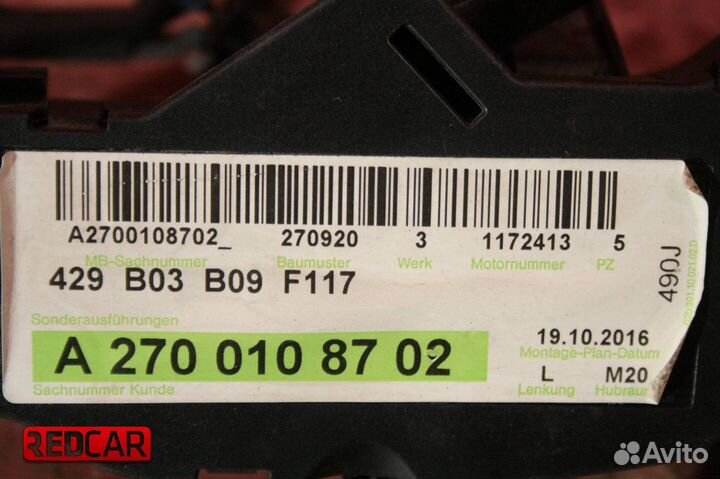 A2700108702_ 270920 3 1172413 5
MB-Sachnummer Baumuster Werk Motornummer PZ
429 B03 B09 F117
490J
Sonderausführungen
A 270 010 87 02
19.10.2016
Montage-Plan-Datum
L M20
Sachnummer Kunde
Lenkung Hubraum
REDCAR
Avito